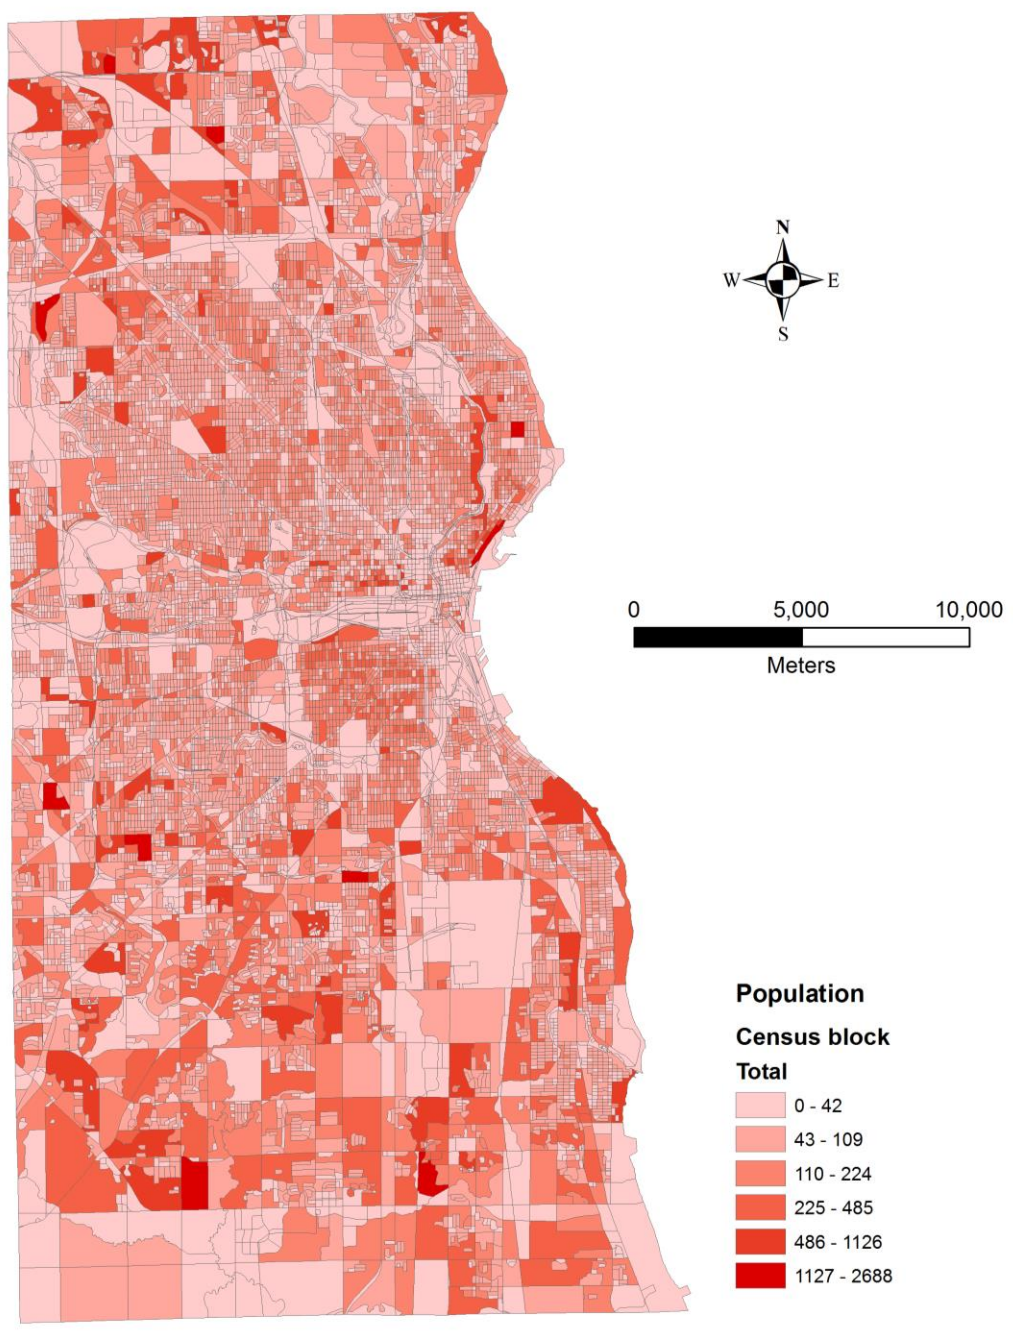 N
W E
S
0 5,000 10,000
Meters
Population
Census block
Total
0 - 42
43 - 109
110 - 224
225 - 485
486 - 1126
1127 - 2688